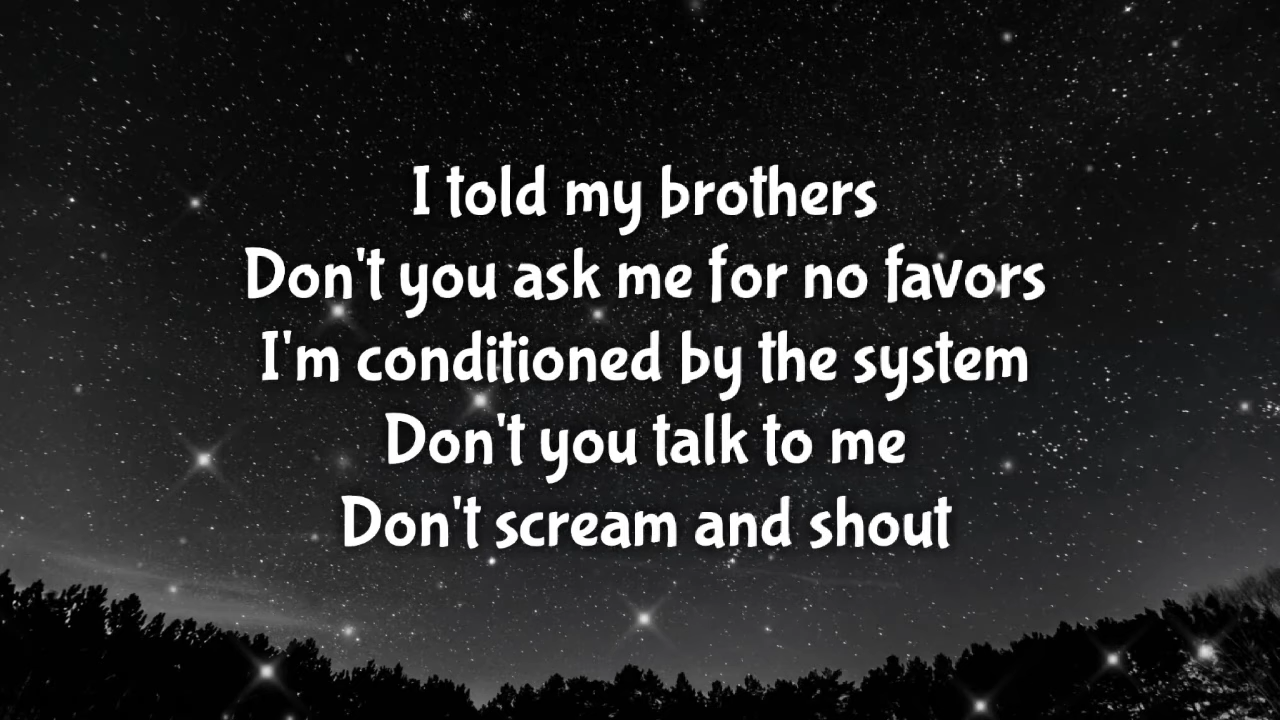 I told my brothers
Don't you ask me for no favors
I'm conditioned by the system
Don't you talk to me
Don't scream and shout